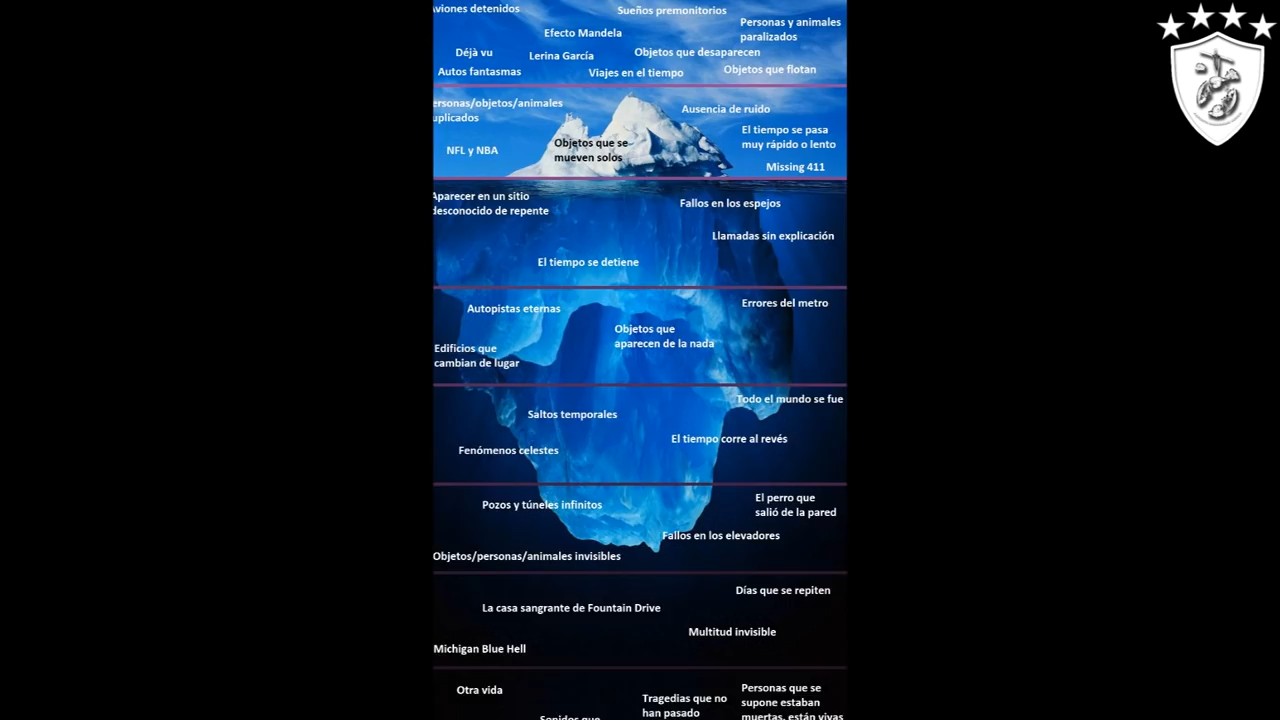 Aviones detenidos
Sueños premonitorios
Personas y animales
paralizados
Efecto Mandela
Déjà vu
Lerina García
Objetos que desaparecen
Autos fantasmas
Viajes en el tiempo
Objetos que flotan
ersonas/objetos/animales
uplicados
Ausencia de ruido
El tiempo se pasa
muy rápido o lento
NFL y NBA
Objetos que se
mueven solos
Missing 411
Aparecer en un sitio
desconocido de repente
Fallos en los espejos
Llamadas sin explicación
El tiempo se detiene
Autopistas eternas
Errores del metro
Objetos que
aparecen de la nada
Edificios que
cambian de lugar
Todo el mundo se fue
Saltos temporales
El tiempo corre al revés
Fenómenos celestes
Pozos y túneles infinitos
El perro que
salió de la pared
Fallos en los elevadores
Objetos/personas/animales invisibles
Días que se repiten
La casa sangrante de Fountain Drive
Multitud invisible
Michigan Blue Hell
Otra vida
Tragedias que no
han pasado
Personas que se
supone estaban
muertas, están vivas
Sonidos que